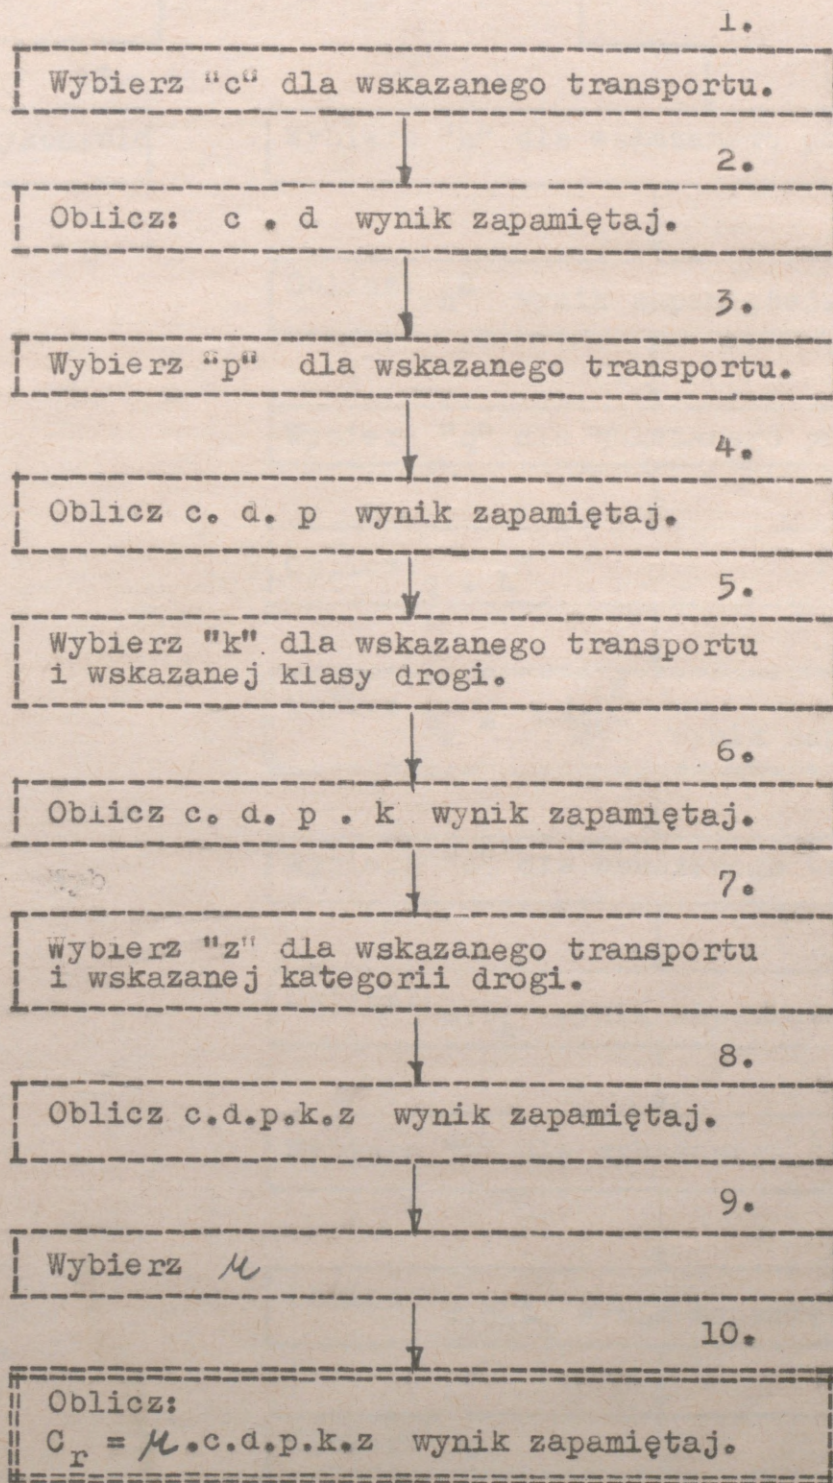 1.
Wybierz "c" dla wskazanego transportu.
2.
Oblicz: c . d wynik zapamiętaj.
3.
Wybierz "p" dla wskazanego transportu.
4.
Oblicz c. d. p wynik zapamiętaj.
5.
Wybierz "k" dla wskazanego transportu
i wskazanej klasy drogi.
6.
Oblicz c. d. p . k wynik zapamiętaj.
7.
Wybierz "z" dla wskazanego transportu
i wskazanej kategorii drogi.
8.
Oblicz c.d.p.k.z wynik zapamiętaj.
9.
Wybierz μ
10.
Oblicz:
C_r = μ.c.d.p.k.z wynik zapamiętaj.